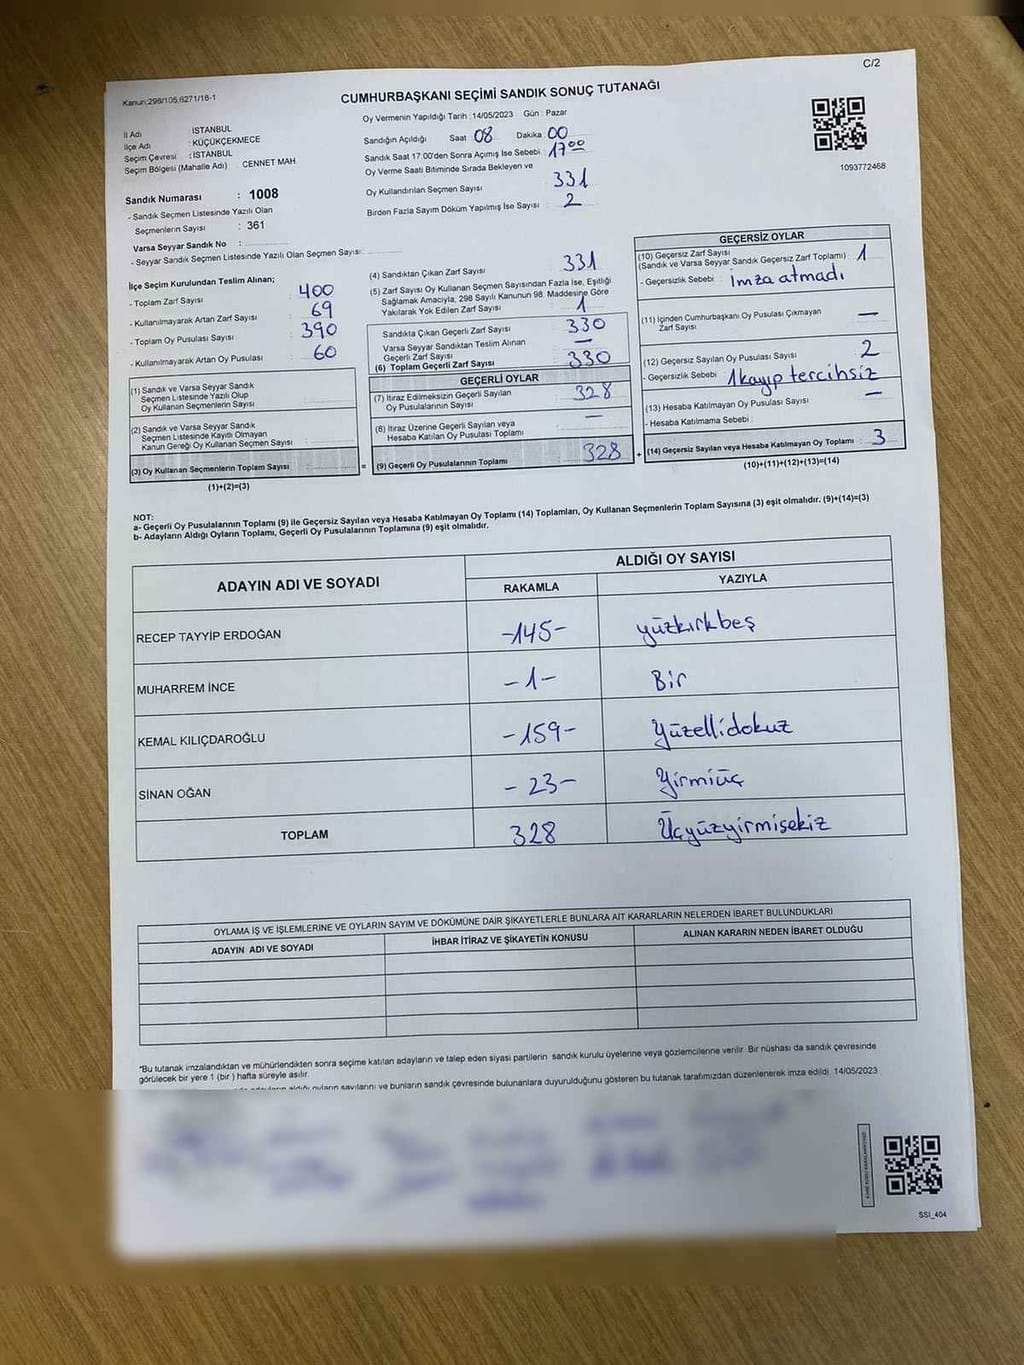 C/2
Kanun:298/105,6271/16-1
CUMHURBAŞKANI SEÇİMİ SANDIK SONUÇ TUTANAĞI
İl Adı : İSTANBUL
İlçe Adı : KÜÇÜKÇEKMECE
Seçim Çevresi : İSTANBUL
Seçim Bölgesi (Mahalle Adı) : CENNET MAH
Sandık Numarası : 1008
- Sandık Seçmen Listesinde Yazılı Olan
Seçmenlerin Sayısı : 361
Varsa Seyyar Sandık No :
- Seyyar Sandık Seçmen Listesinde Yazılı Olan Seçmen Sayısı:
Oy Vermenin Yapıldığı Tarih :14/05/2023 Gün : Pazar
Sandığın Açıldığı Saat 08 Dakika : 00
Sandık Saat 17 00'den Sonra Açımış İse Sebebi : 17 00
Oy Verme Saati Bitiminde Sırada Bekleyen ve
Oy Kullandırılan Seçmen Sayısı : 331
Birden Fazla Sayım Döküm Yapılmış İse Sayısı : 2
1093772468
İlçe Seçim Kurulundan Teslim Alınan;
- Toplam Zarf Sayısı : 400
- Kullanılmayarak Artan Zarf Sayısı : 69
- Toplam Oy Pusulası Sayısı : 390
- Kullanılmayarak Artan Oy Pusulası : 60
(1) Sandık ve Varsa Seyyar Sandık
Seçmen Listesinde Yazılı Olup
Oy Kullanan Seçmenlerin Sayısı
(2) Sandık ve Varsa Seyyar Sandık
Seçmen Listesinde Kayıtlı Olmayan
Kanun Gereği Oy Kullanan Seçmen Sayısı :
(3) Oy Kullanan Seçmenlerin Toplam Sayısı :
(1)+(2)=(3)
(4) Sandıktan Çıkan Zarf Sayısı : 331
(5) Zarf Sayısı Oy Kullanan Seçmen Sayısından Fazla İse, Eşitliği
Sağlamak Amacıyla, 298 Sayılı Kanunun 98. Maddesine Göre
Yakılarak Yok Edilen Zarf Sayısı : 1
Sandıkta Çıkan Geçerli Zarf Sayısı : 330
Varsa Seyyar Sandıktan Teslim Alınan
Geçerli Zarf Sayısı : —
(6) Toplam Geçerli Zarf Sayısı : 330
GEÇERLİ OYLAR
(7) İtiraz Edilmeksizin Geçerli Sayılan
Oy Pusulalarının Sayısı : 328
(8) İtiraz Üzerine Geçerli Sayılan veya
Hesaba Katılan Oy Pusulası Toplamı : —
= (9) Geçerli Oy Pusulalarının Toplamı : 328
GEÇERSİZ OYLAR
(10) Geçersiz Zarf Sayısı : 1
(Sandık ve Varsa Seyyar Sandık Geçersiz Zarf Toplamı)
- Geçersizlik Sebebi : İmza atmadı
(11) İçinden Cumhurbaşkanı Oy Pusulası Çıkmayan
Zarf Sayısı : —
(12) Geçersiz Sayılan Oy Pusulası Sayısı : 2
- Geçersizlik Sebebi : 1 kayıp tercihsiz
(13) Hesaba Katılmayan Oy Pusulası Sayısı : —
- Hesaba Katılmama Sebebi :
+ (14) Geçersiz Sayılan veya Hesaba Katılmayan Oy Toplamı : 3
(10)+(11)+(12)+(13)=(14)
NOT:
a- Geçerli Oy Pusulalarının Toplamı (9) ile Geçersiz Sayılan veya Hesaba Katılmayan Oy Toplamı (14) Toplamları, Oy Kullanan Seçmenlerin Toplam Sayısına (3) eşit olmalıdır. (9)+(14)=(3)
b- Adayların Aldığı Oyların Toplamı, Geçerli Oy Pusulalarının Toplamına (9) eşit olmalıdır.
ADAYIN ADI VE SOYADI ALDIĞI OY SAYISI
RAKAMLA YAZIYLA
RECEP TAYYİP ERDOĞAN -145- yüzkırkbeş
MUHARREM İNCE -1- Bir
KEMAL KILIÇDAROĞLU -159- Yüzellidokuz
SİNAN OĞAN -23- Yirmiüç
TOPLAM 328 Üçyüzyirmisekiz
OYLAMA İŞ VE İŞLEMLERİNE VE OYLARIN SAYIM VE DÖKÜMÜNE DAİR ŞİKAYETLERLE BUNLARA AİT KARARLARIN NELERDEN İBARET BULUNDUKLARI
ADAYIN ADI VE SOYADI İHBAR İTİRAZ VE ŞİKAYETİN KONUSU ALINAN KARARIN NEDEN İBARET OLDUĞU
*Bu tutanak imzalandıktan ve mühürlendikten sonra seçime katılan adayların ve talep eden siyasi partilerin sandık kurulu üyelerine veya gözlemcilerine verilir. Bir nüshası da sandık çevresinde
görülecek bir yere 1 (bir) hafta süreyle asılır.
aldığı oyların sayılarını ve bunların sandık çevresinde bulunanlara duyurulduğunu gösteren bu tutanak tarafımızdan düzenlenerek imza edildi. 14/05/2023
SSI_404